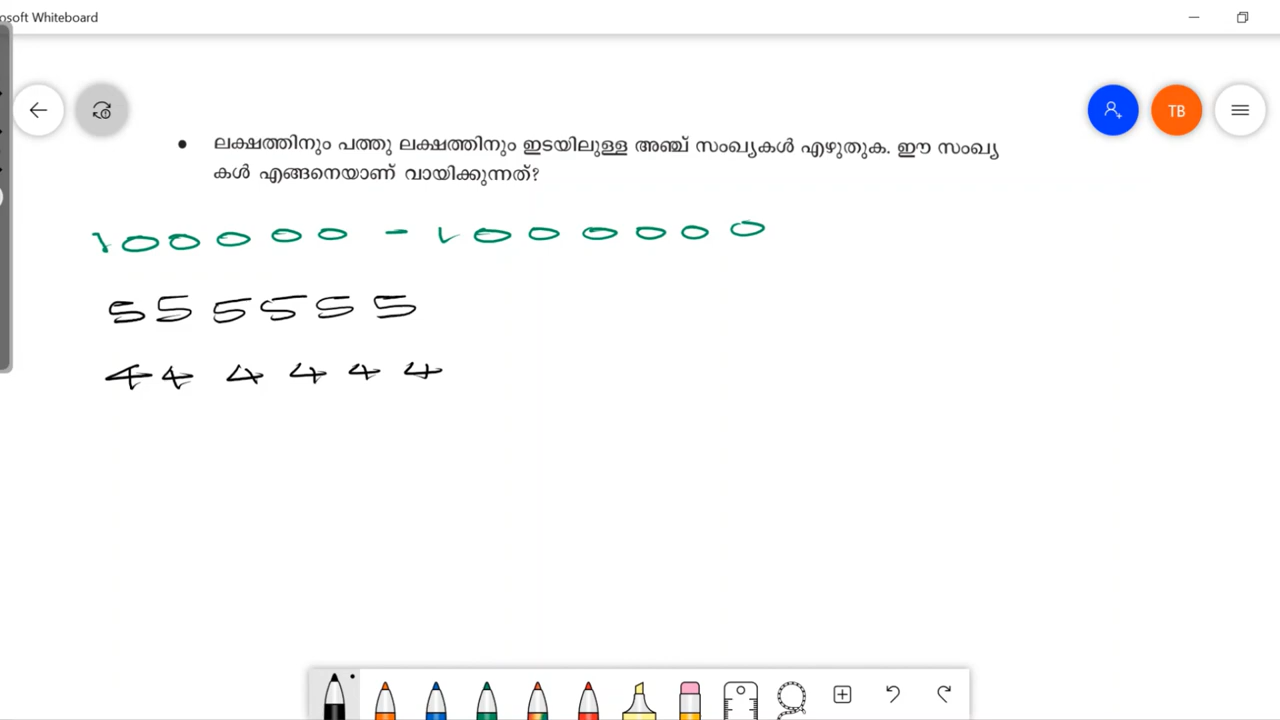 osoft Whiteboard
TB
• ലക്ഷത്തിനും പത്തു ലക്ഷത്തിനും ഇടയിലുള്ള അഞ്ച് സംഖ്യകൾ എഴുതുക. ഈ സംഖ്യ
കൾ എങ്ങനെയാണ് വായിക്കുന്നത്?
100000 - 1000000
555555
444444